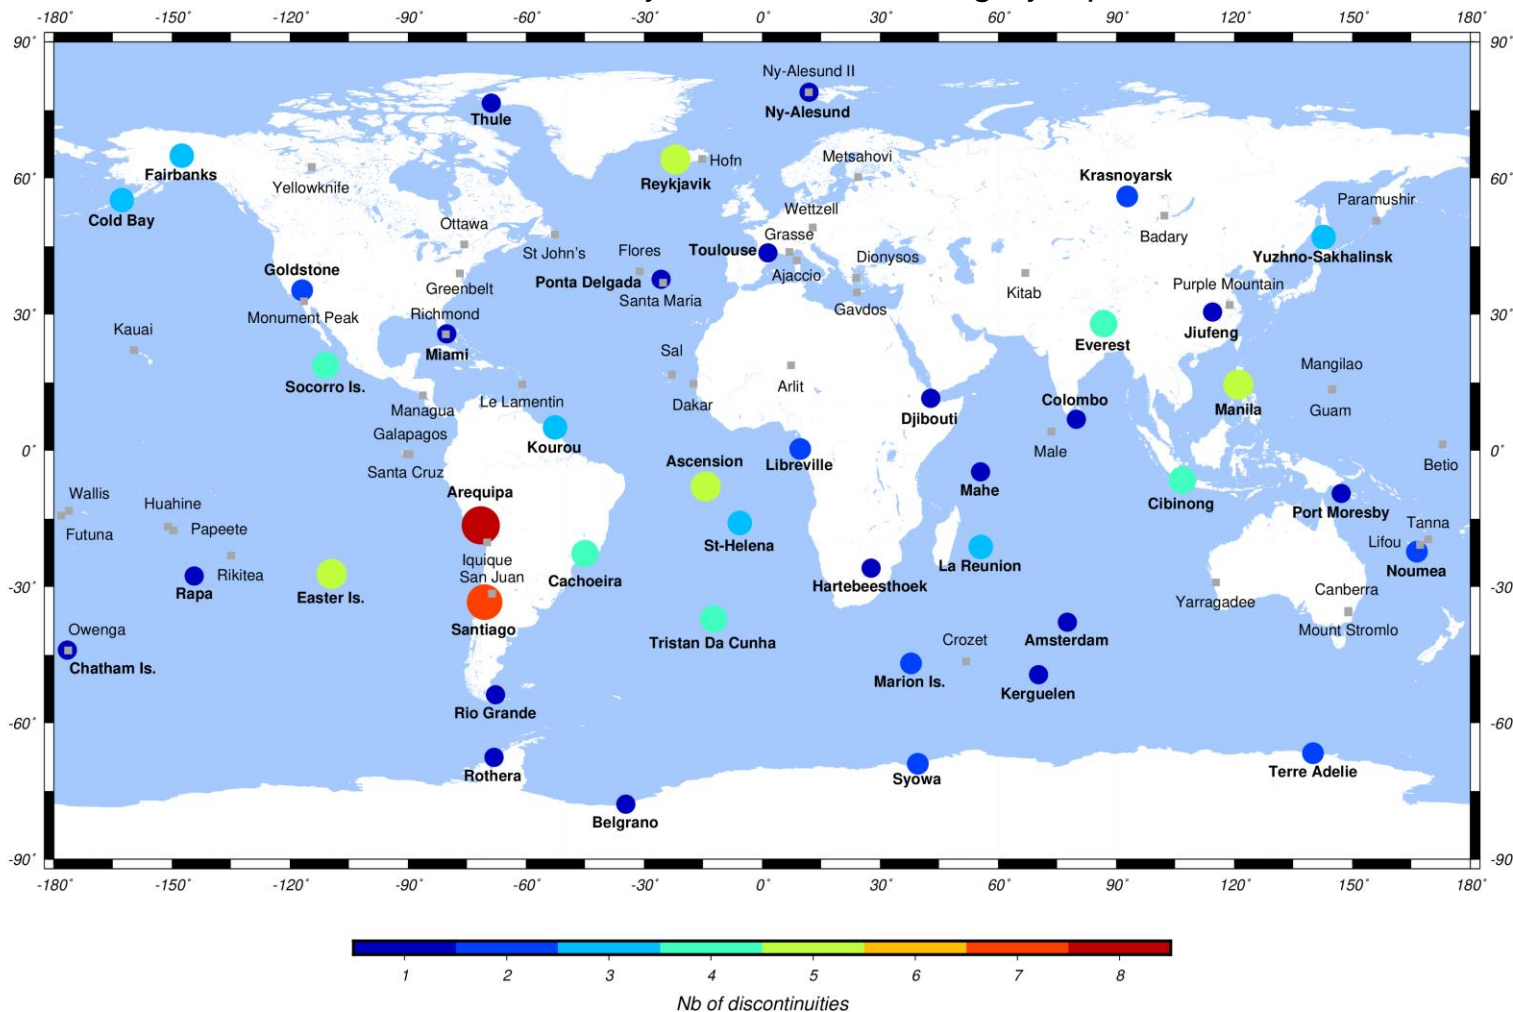 -180° -150° -120° -90° -60° -30° 0° 30° 60° 90° 120° 150° 180°
90° 90°
Ny-Alesund II
Thule Ny-Alesund
Fairbanks Yellowknife Reykjavik Hofn Metsahovi Krasnoyarsk
60° 60°
Cold Bay Ottawa St John's Wettzell Paramushir
Grasse Badary
Goldstone Greenbelt Flores Toulouse Ajaccio Dionysos Yuzhno-Sakhalinsk
Ponta Delgada Santa Maria Gavdos Kitab Purple Mountain
30° 30°
Kauai Monument Peak Richmond Jiufeng
Miami Everest
Socorro Is. Sal Arlit Mangilao
Managua Le Lamentin Dakar Djibouti Colombo Manila Guam
Galapagos Kourou
0° 0°
Santa Cruz Ascension Libreville Male Betio
Wallis Huahine Arequipa Mahe Cibinong Port Moresby
Futuna Papeete St-Helena Tanna
Iquique Lifou
Rikitea San Juan Cachoeira La Reunion Noumea
Rapa Easter Is. Hartebeesthoek Yarragadee Canberra
-30° -30
Owenga Santiago Tristan Da Cunha Crozet Amsterdam Mount Stromlo
Chatham Is. Marion Is. Kerguelen
Rio Grande
-60° -60
Rothera Syowa Terre Adelie
Belgrano
-90° -90
-180° -150° -120° -90° -60° -30° 0° 30° 60° 90° 120° 150° 180°
1 2 3 4 5 6 7 8
Nb of discontinuities